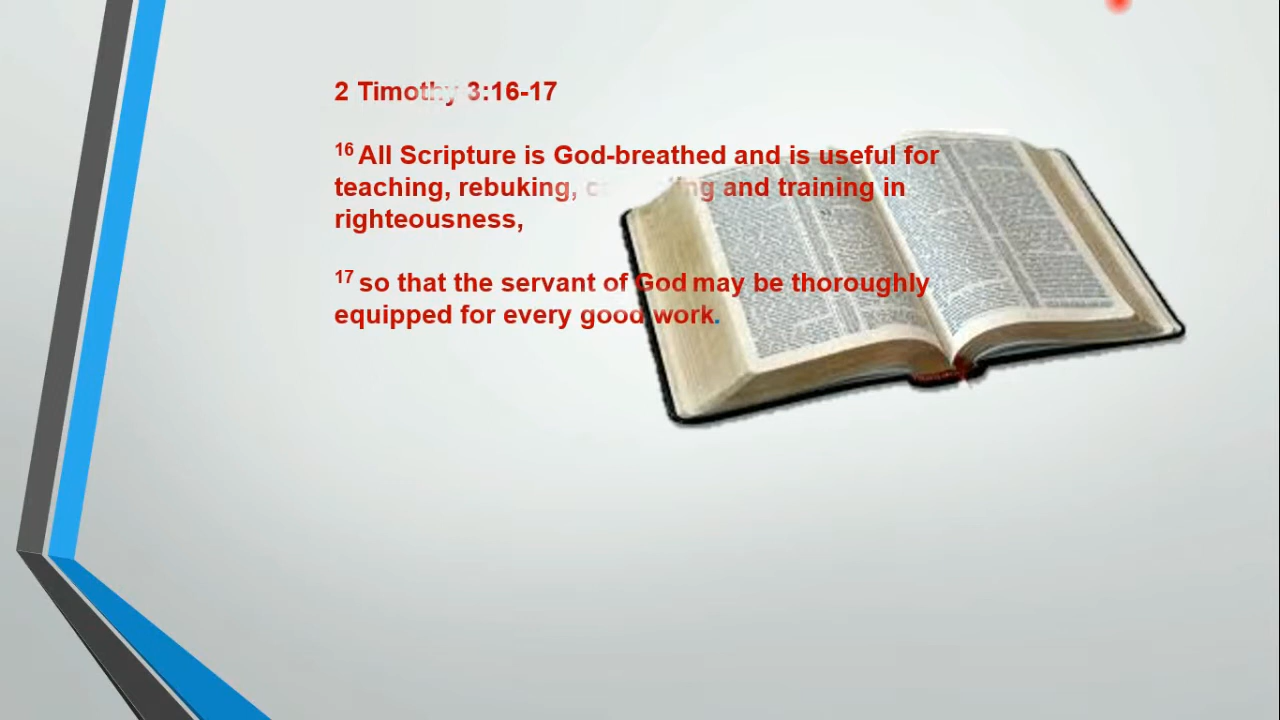 2 Timothy 3:16-17
16 All Scripture is God-breathed and is useful for
teaching, rebuking, and training in
righteousness,
17 so that the servant of God may be thoroughly
equipped for every good work.